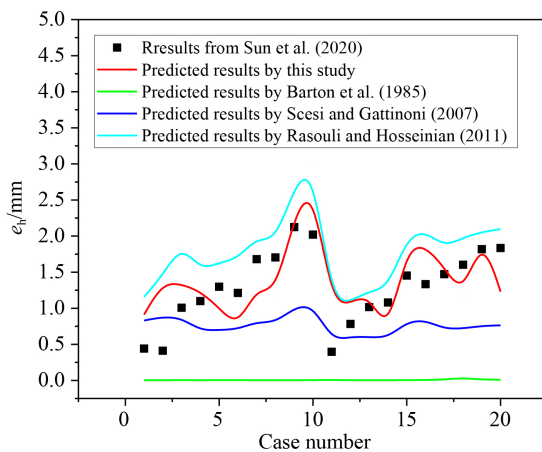 5.0
4.5
4.0
3.5
3.0
2.5
2.0
1.5
1.0
0.5
0.0
eh/mm
Rresults from Sun et al. (2020)
Predicted results by this study
Predicted results by Barton et al. (1985)
Predicted results by Scesi and Gattinoni (2007)
Predicted results by Rasouli and Hosseinian (2011)
0 5 10 15 20
Case number